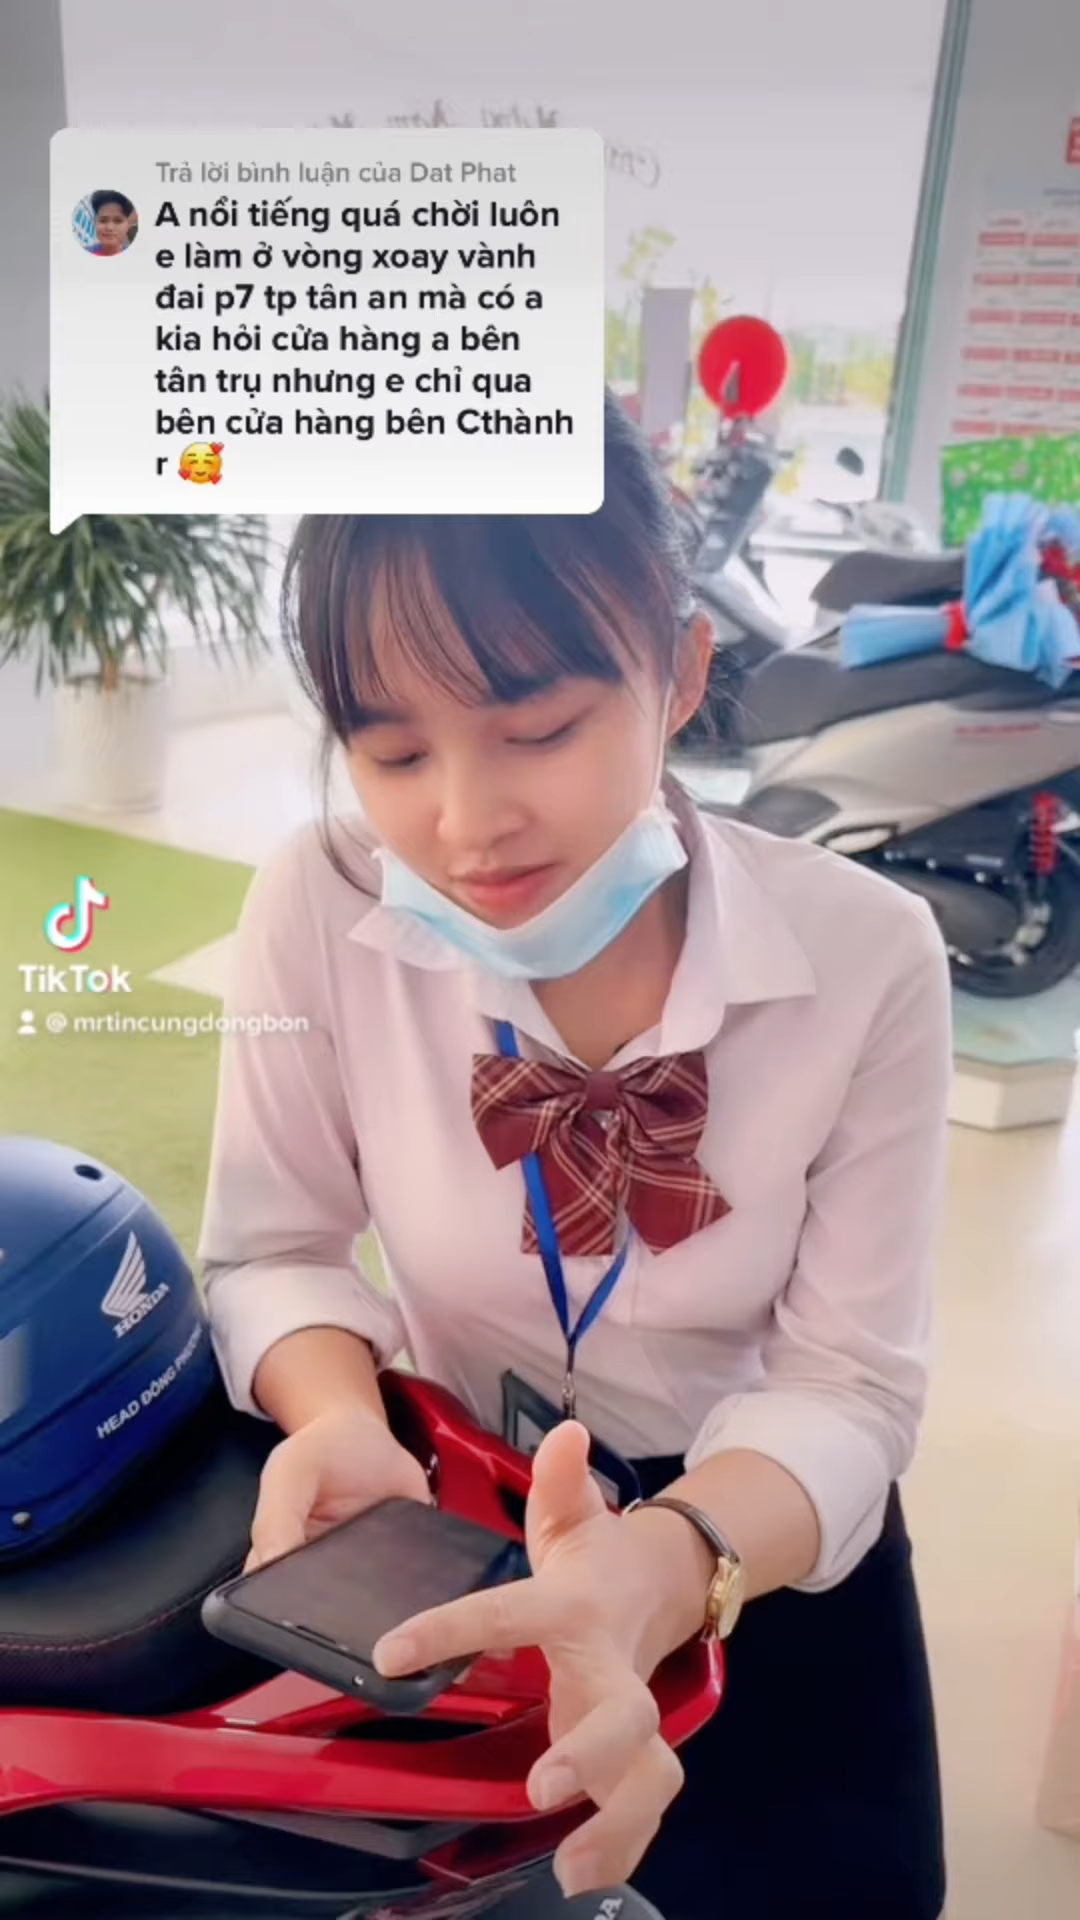 Trả lời bình luận của Dat Phat
A nổi tiếng quá chời luôn
e làm ở vòng xoay vành
đai p7 tp tân an mà có a
kia hỏi cửa hàng a bên
tân trụ nhưng e chỉ qua
bên cửa hàng bên Cthành
r 🥰
TikTok
@ mrtincungdongbon
HONDA
HEAD ĐÔNG